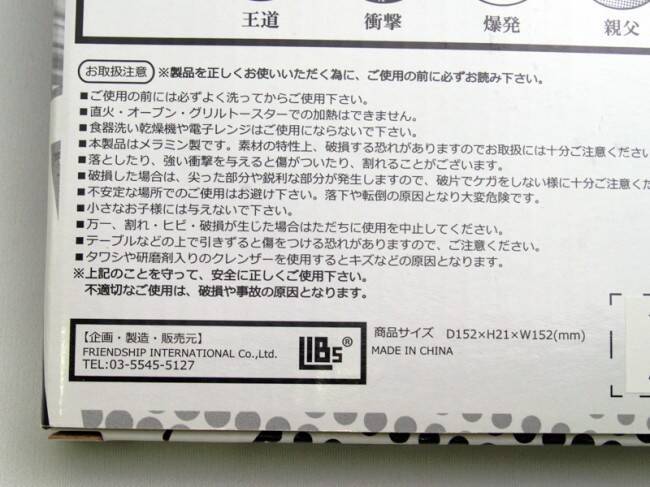 王道 衝撃 爆発 親父
お取扱注意 ※製品を正しくお使いいただく為に、ご使用の前に必ずお読み下さい。
■ご使用の前には必ずよく洗ってからご使用下さい。
■直火・オーブン・グリルトースターでの加熱はできません。
■食器洗い乾燥機や電子レンジはご使用にならないで下さい。
■本製品はメラミン製です。素材の特性上、破損する恐れがありますのでお取扱には十分ご注意ください
■落としたり、強い衝撃を与えると傷がついたり、割れることがございます。
■破損した場合は、尖った部分や鋭利な部分が発生しますので、破片でケガをしない様に十分ご注意くだ
■不安定な場所でのご使用はお避け下さい。落下や転倒の原因となり大変危険です。
■小さなお子様には与えないで下さい。
■万一、割れ・ヒビ・破損が生じた場合はただちに使用を中止してください。
■テーブルなどの上で引きずると傷をつける恐れがありますので、ご注意ください。
■タワシや研磨剤入りのクレンザーを使用するとキズなどの原因となります。
※上記のことを守って、安全に正しくご使用下さい。
不適切なご使用は、破損や事故の原因となります。
【企画・製造・販売元】
FRIENDSHIP INTERNATIONAL Co.,Ltd.
TEL:03-5545-5127
LIBS®
商品サイズ D152×H21×W152(mm)
MADE IN CHINA